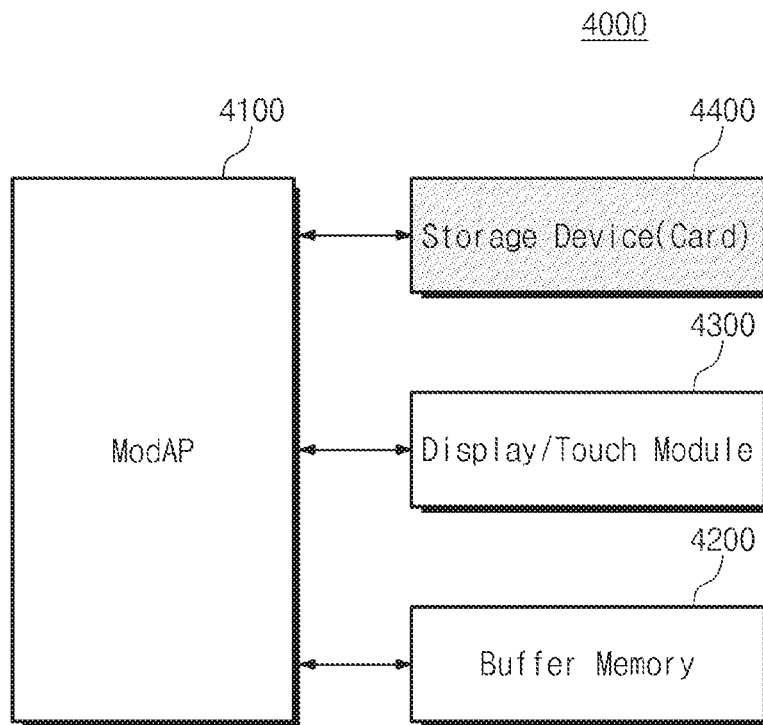 4000
4100
4400
Storage Device(Card)
4300
ModAP
Display/Touch Module
4200
Buffer Memory